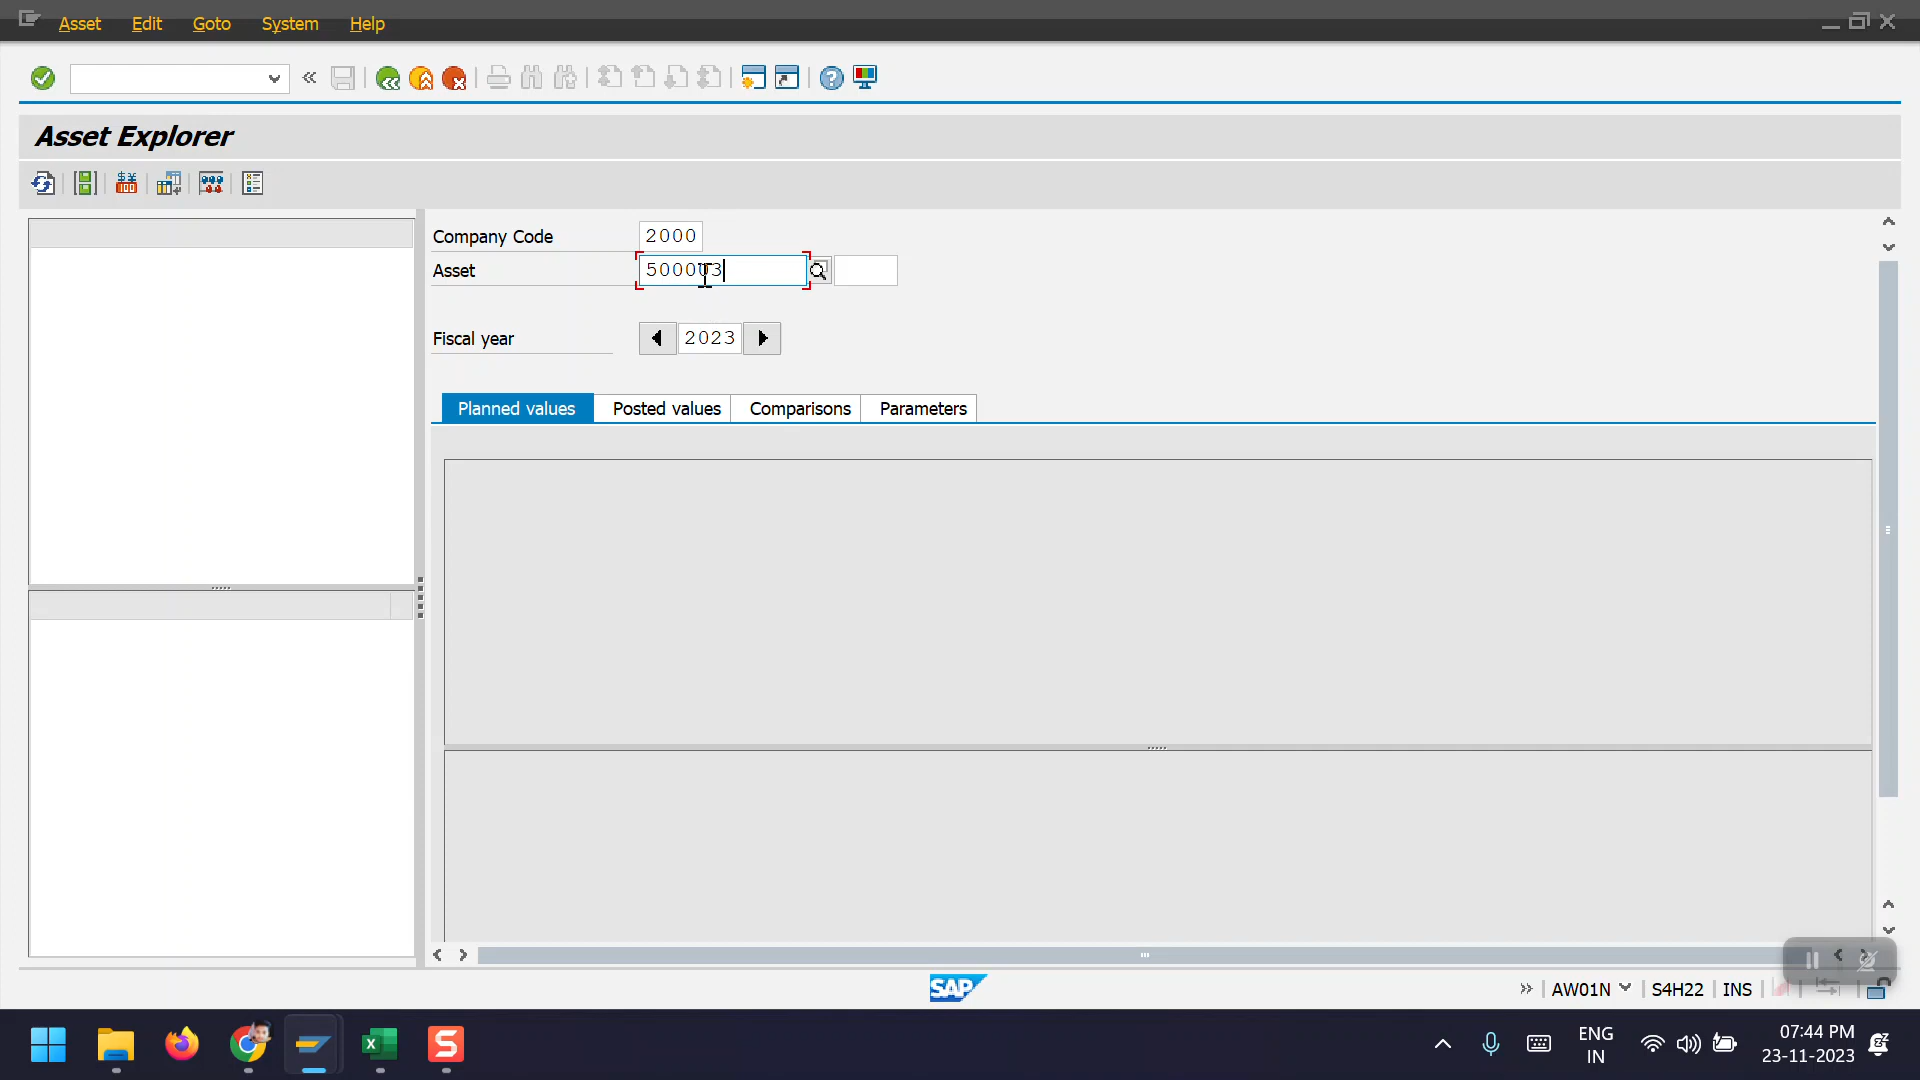 Asset Edit Goto System Help
Asset Explorer
Company Code 2000
Asset 500003
Fiscal year 2023
Planned values Posted values Comparisons Parameters
SAP
AW01N S4H22 INS
ENG
IN
07:44 PM
23-11-2023